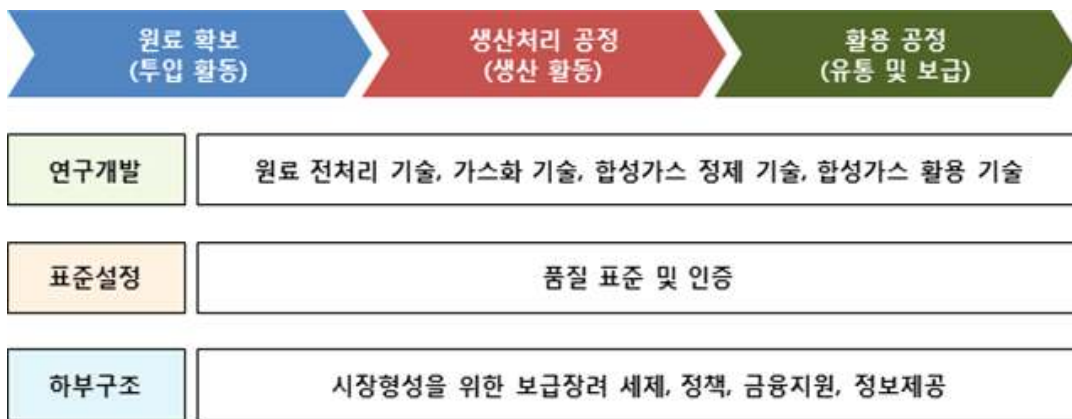 원료 확보
(투입 활동)
생산처리 공정
(생산 활동)
활용 공정
(유통 및 보급)
연구개발
원료 전처리 기술, 가스화 기술, 합성가스 정제 기술, 합성가스 활용 기술
표준설정
품질 표준 및 인증
하부구조
시장형성을 위한 보급장려 세제, 정책, 금융지원, 정보제공